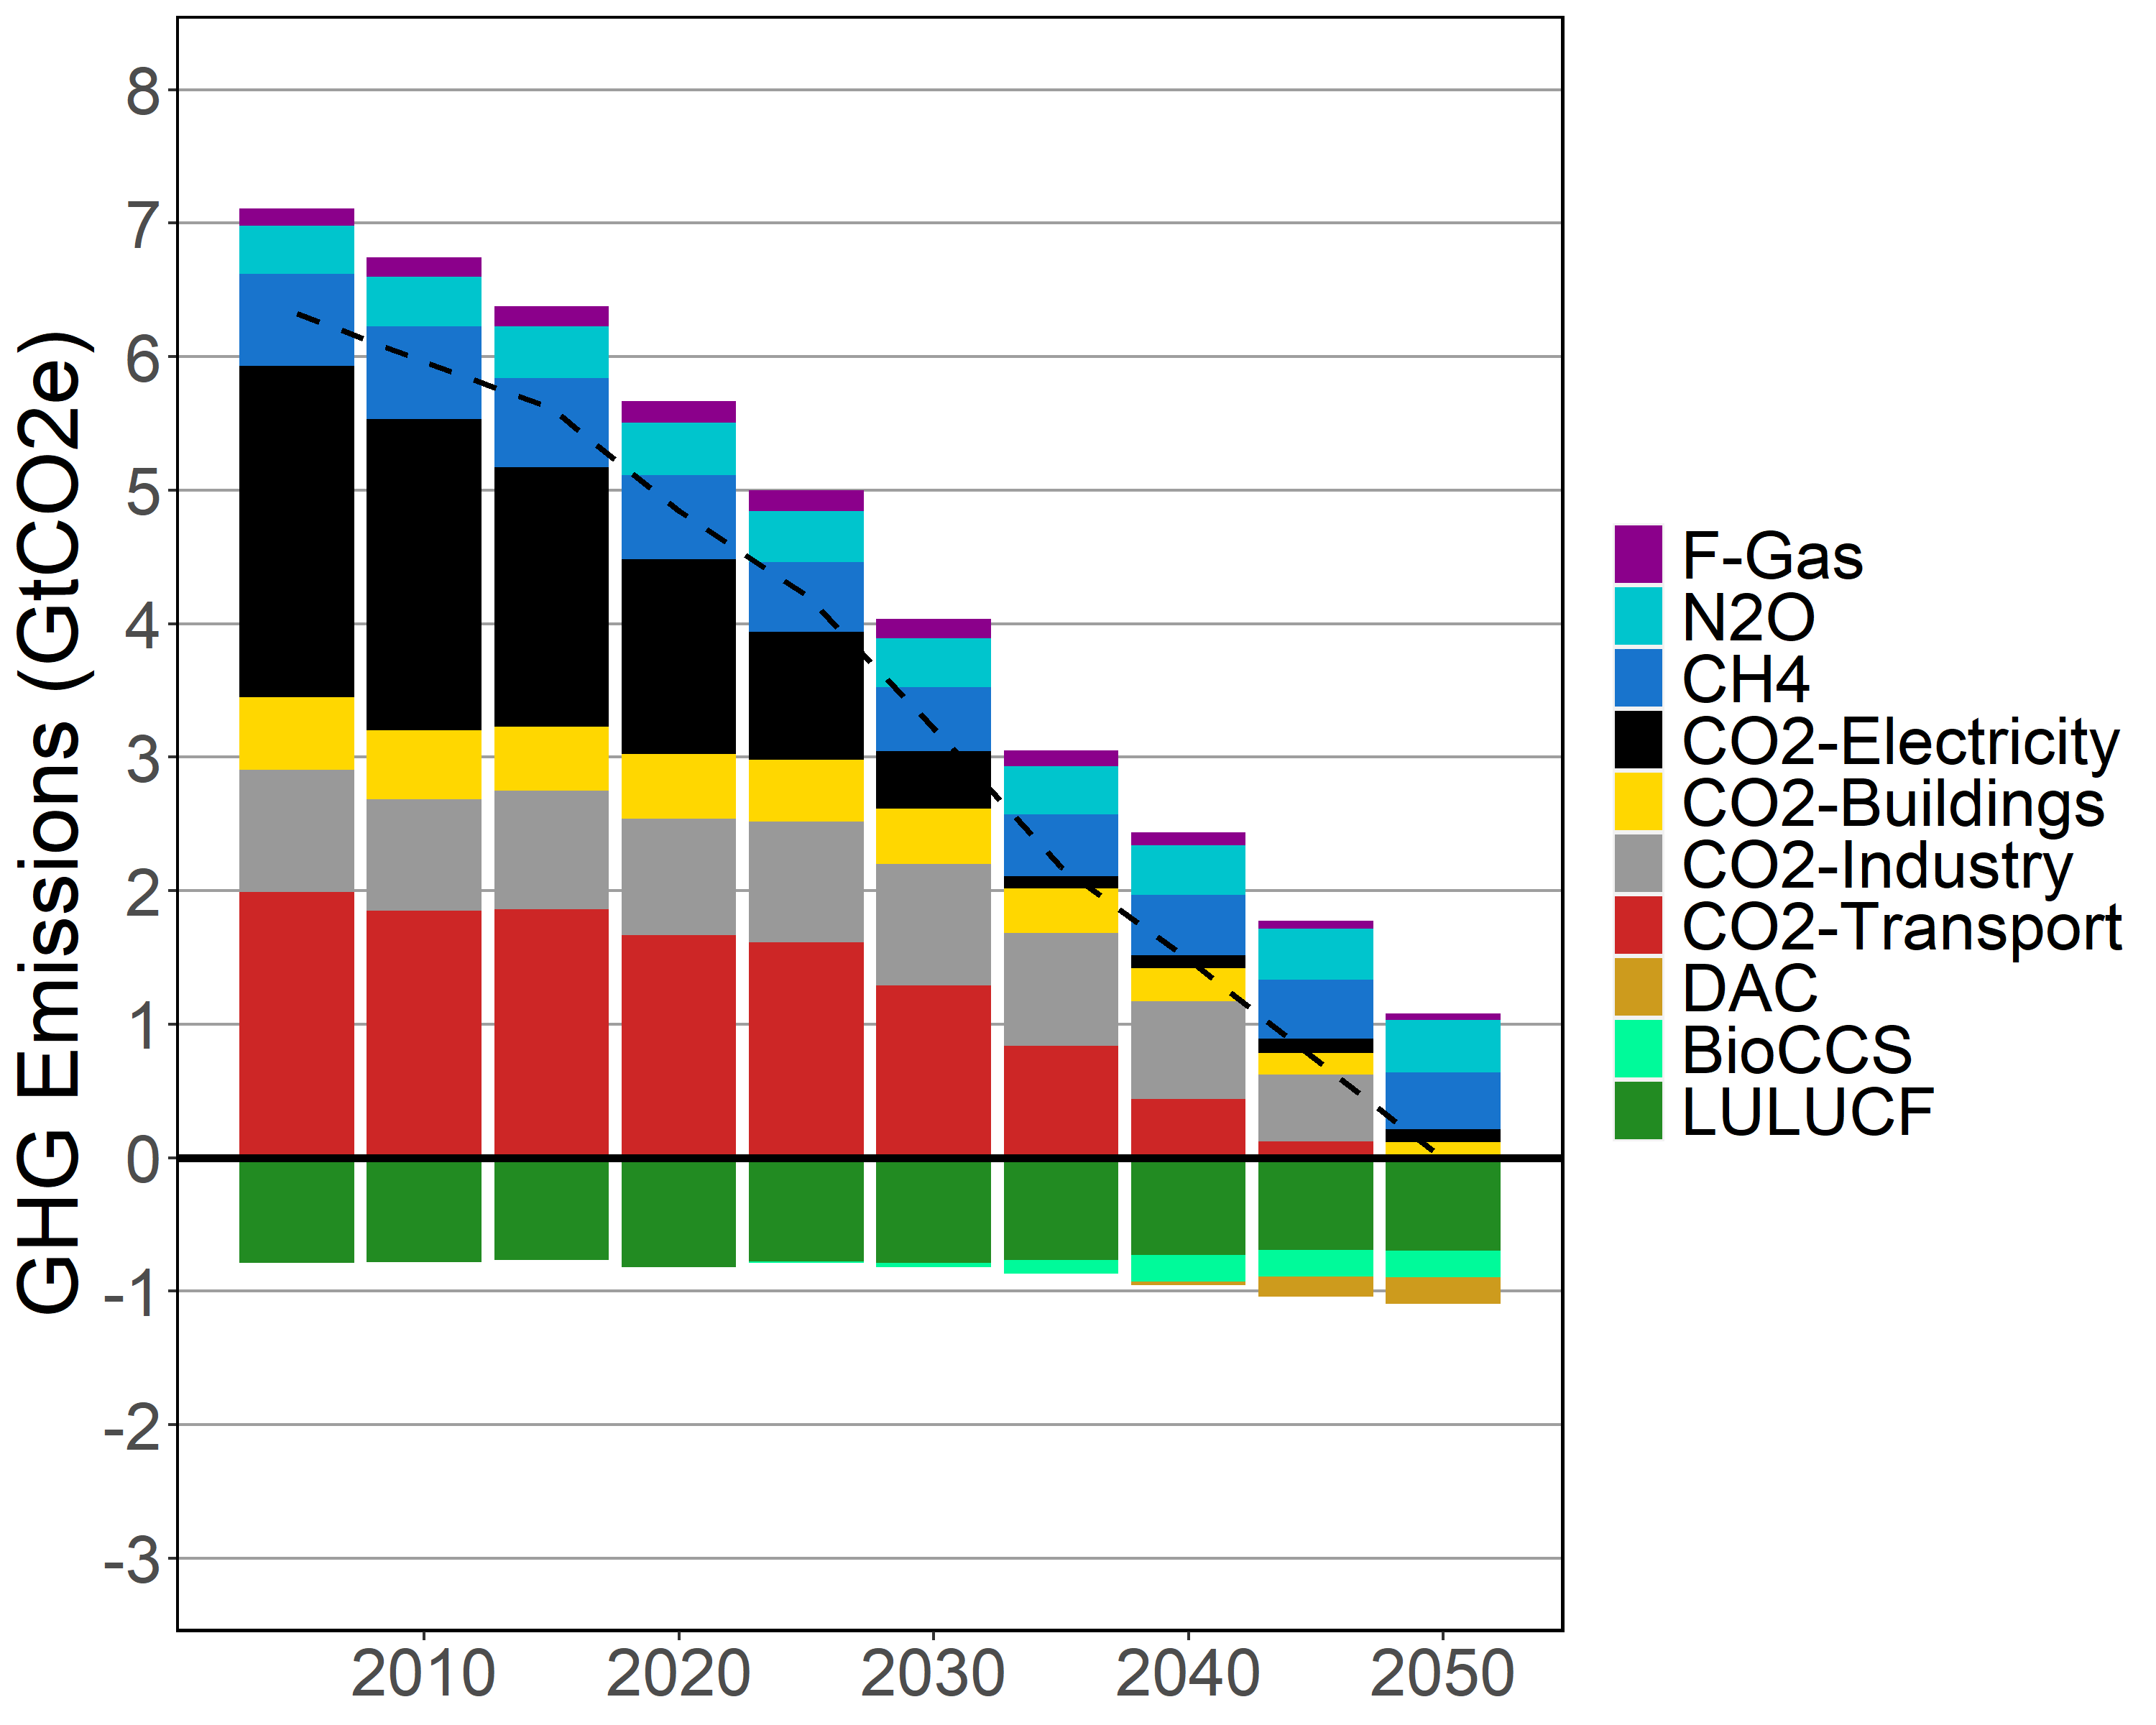 GHG Emissions (GtCO2e)
8
7
6
5
4
3
2
1
0
-1
-2
-3
2010 2020 2030 2040 2050
F-Gas
N2O
CH4
CO2-Electricity
CO2-Buildings
CO2-Industry
CO2-Transport
DAC
BioCCS
LULUCF